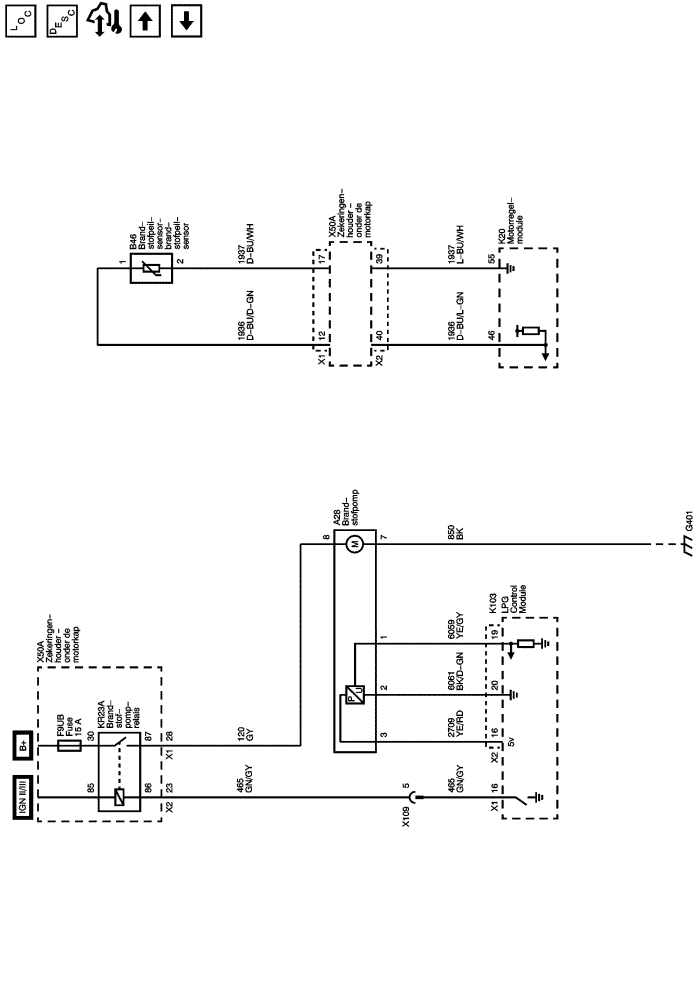 LOC
DESC
B46
Brand–
stofpeil–
sensor–
brand–
stofpeil–
sensor
1
2
1937
D–BU/WH
1936
D–BU/D–GN
X50A
Zekeringen–
houder –
onder de
motorkap
17
12
X1
39
40
X2
1937
L–BU/WH
1936
D–BU/L–GN
K20
Motorregel–
module
55
46
X50A
Zekeringen–
houder –
onder de
motorkap
B+
IGN II/III
F9UB
Fuse
15 A
KR23A
Brand–
stof–
pomp–
relais
30
87
85
86
28
X1
23
X2
120
GY
465
GN/GY
A28
Brand–
stofpomp
8
M
7
P
U
1
2
3
850
BK
G401
6059
YE/GY
6061
BK/D–GN
2709
YE/RD
465
GN/GY
X109
5
K103
LPG
Control
Module
19
20
16
X2
5v
16
X1